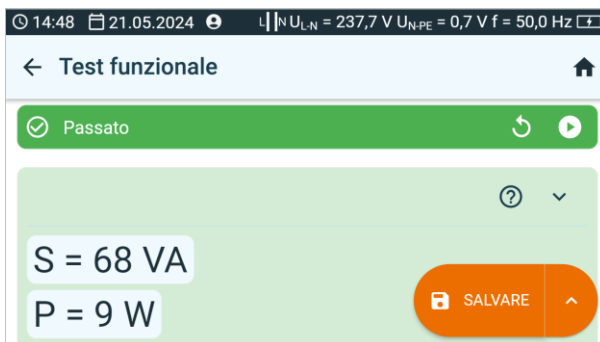 14:48 21.05.2024 L N U L-N = 237,7 V U N-PE = 0,7 V f = 50,0 Hz
Test funzionale
Passato
S = 68 VA
SALVARE
P = 9 W